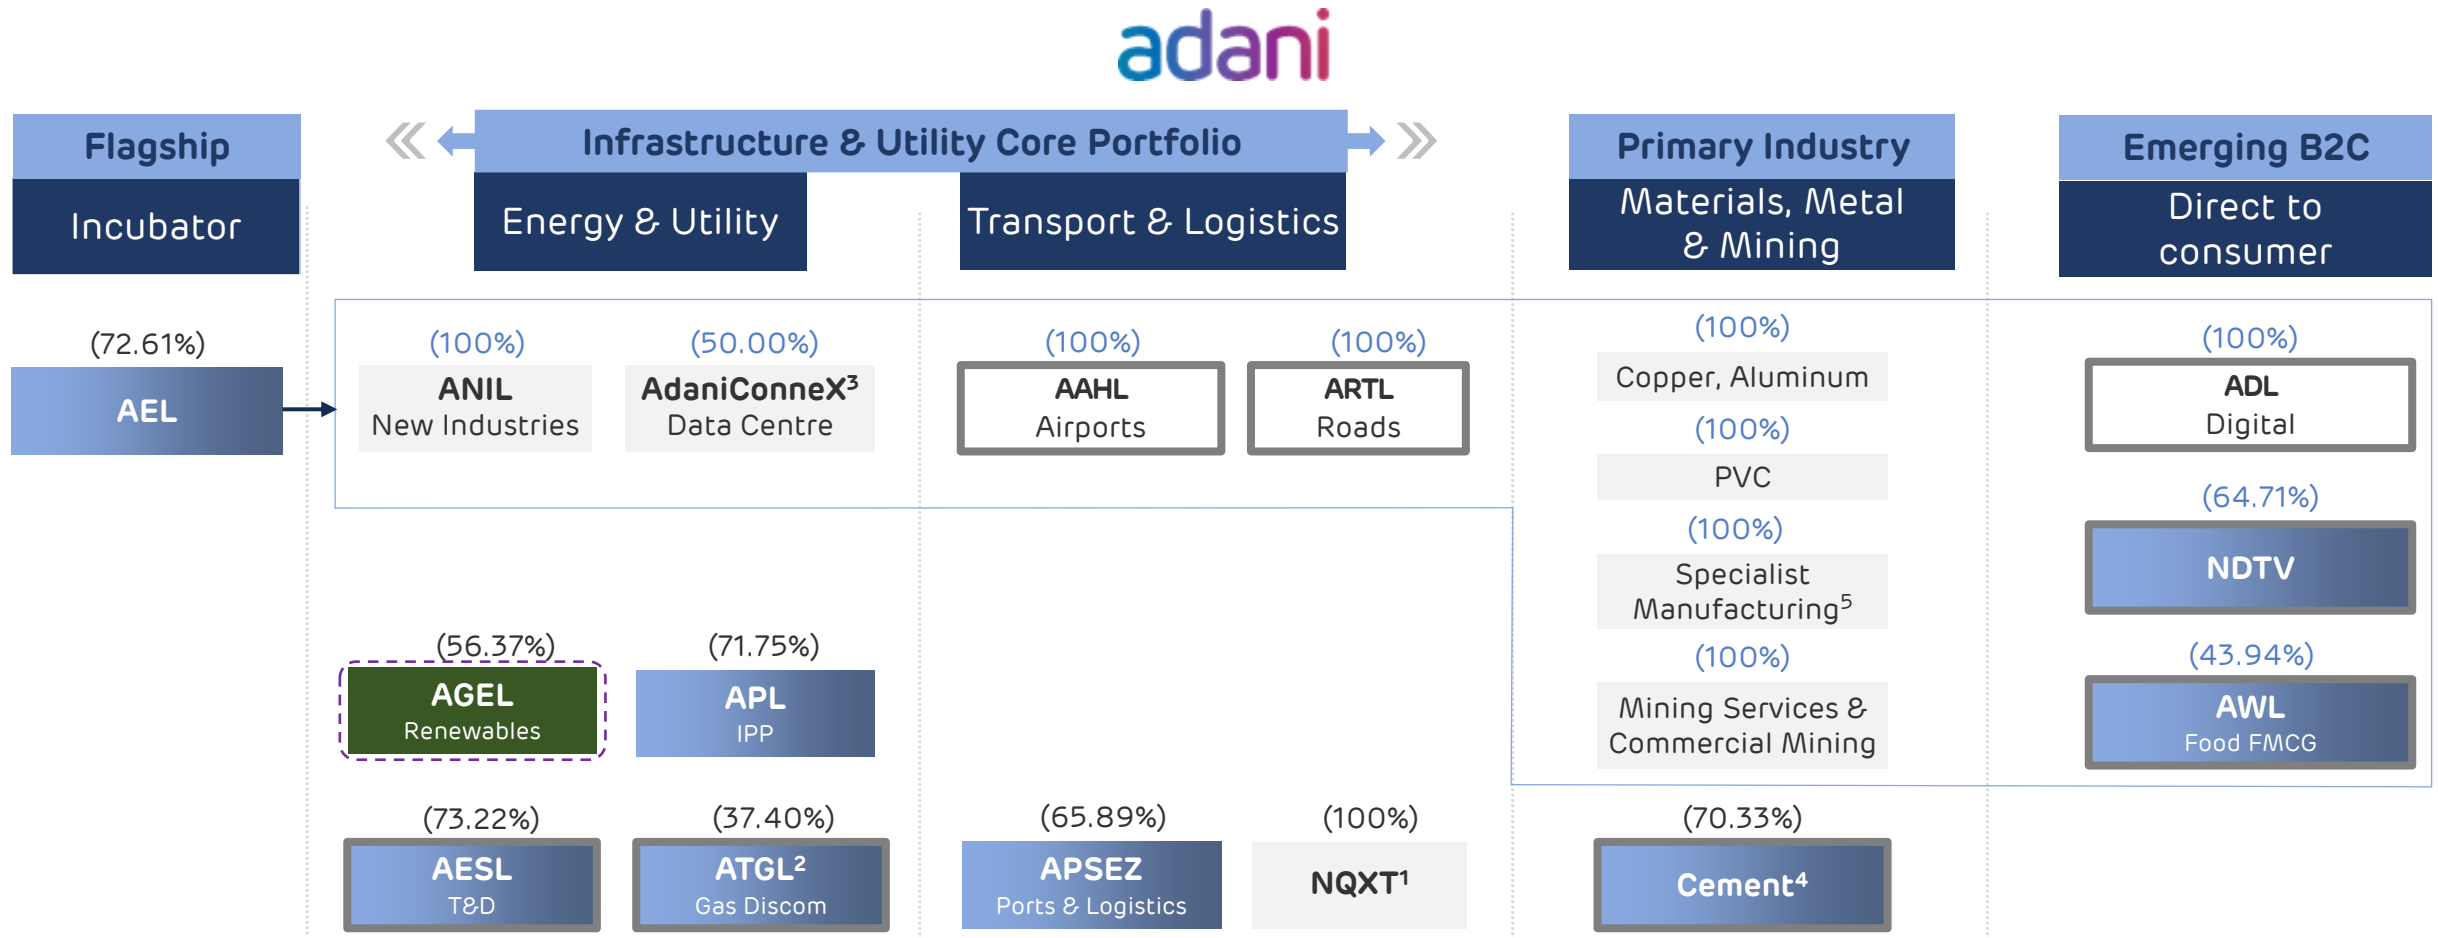 adani
Flagship
Incubator
Infrastructure & Utility Core Portfolio
Energy & Utility
Transport & Logistics
Primary Industry
Materials, Metal
& Mining
Emerging B2C
Direct to
consumer
(72.61%)
AEL
(100%)
ANIL
New Industries
(50.00%)
AdaniConneX³
Data Centre
(100%)
AAHL
Airports
(100%)
ARTL
Roads
(100%)
Copper, Aluminum
(100%)
PVC
(100%)
Specialist
Manufacturing⁵
(100%)
Mining Services &
Commercial Mining
(100%)
ADL
Digital
(64.71%)
NDTV
(43.94%)
AWL
Food FMCG
(56.37%)
AGEL
Renewables
(71.75%)
APL
IPP
(73.22%)
AESL
T&D
(37.40%)
ATGL²
Gas Discom
(65.89%)
APSEZ
Ports & Logistics
(100%)
NQXT¹
(70.33%)
Cement⁴